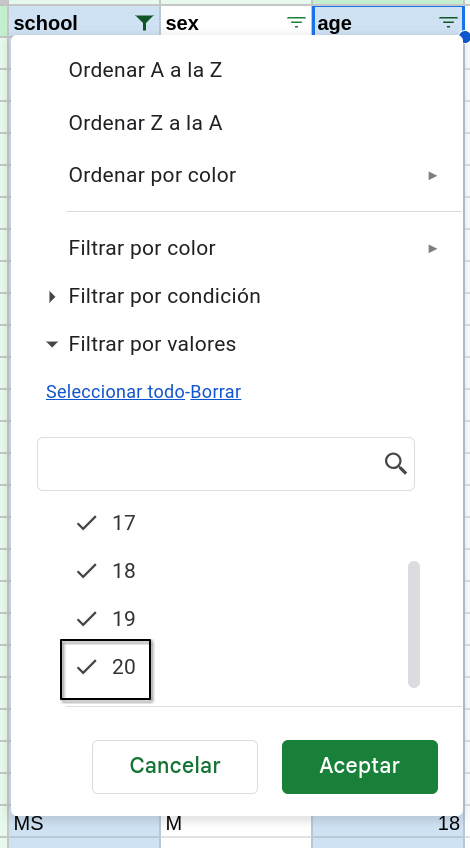 school sex age
Ordenar A a la Z
Ordenar Z a la A
Ordenar por color
Filtrar por color
Filtrar por condición
Filtrar por valores
Seleccionar todo-Borrar
17
18
19
20
Cancelar Aceptar
MS M 18